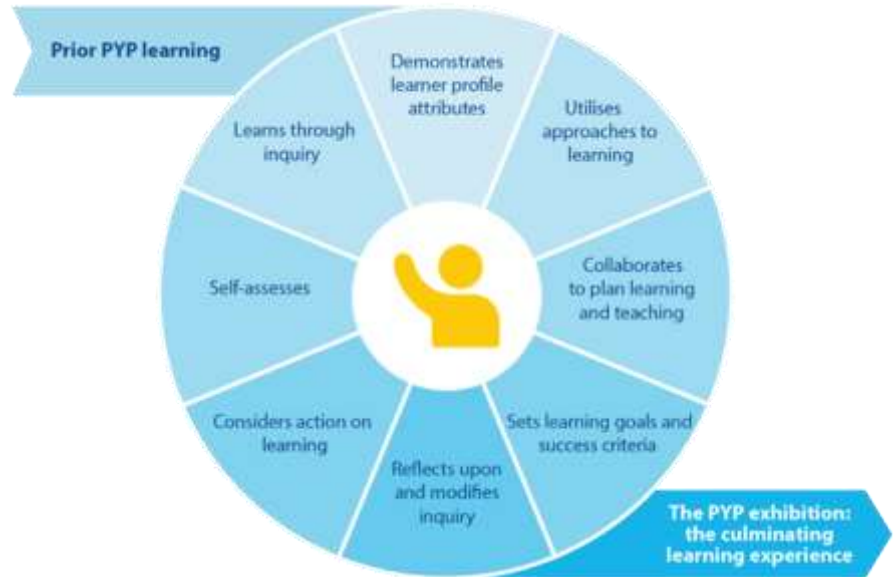 Prior PYP learning
Demonstrates
learner profile
attributes
Utilises
approaches to
learning
Collaborates
to plan learning
and teaching
Sets learning goals and
success criteria
Reflects upon
and modifies
inquiry
Considers action on
learning
Self-assesses
Learns through
inquiry
The PYP exhibition:
the culminating
learning experience